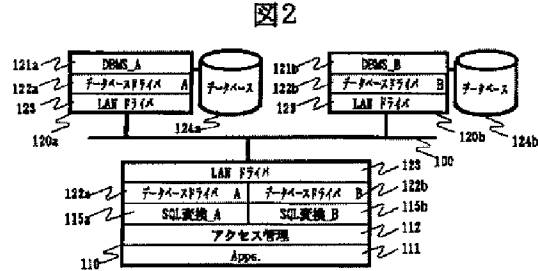 図2
121a DBMS_A
122a データベースドライバ A データベース
123 LAN ドライバ
120a 124a
121b DBMS_B
122b データベースドライバ B データベース
123 LAN ドライバ
120b 124b
100
LAN ドライバ 123
122a データベースドライバ A データベースドライバ B 122b
115a SQL変換_A SQL変換_B 115b
アクセス管理 112
110 Apps. 111